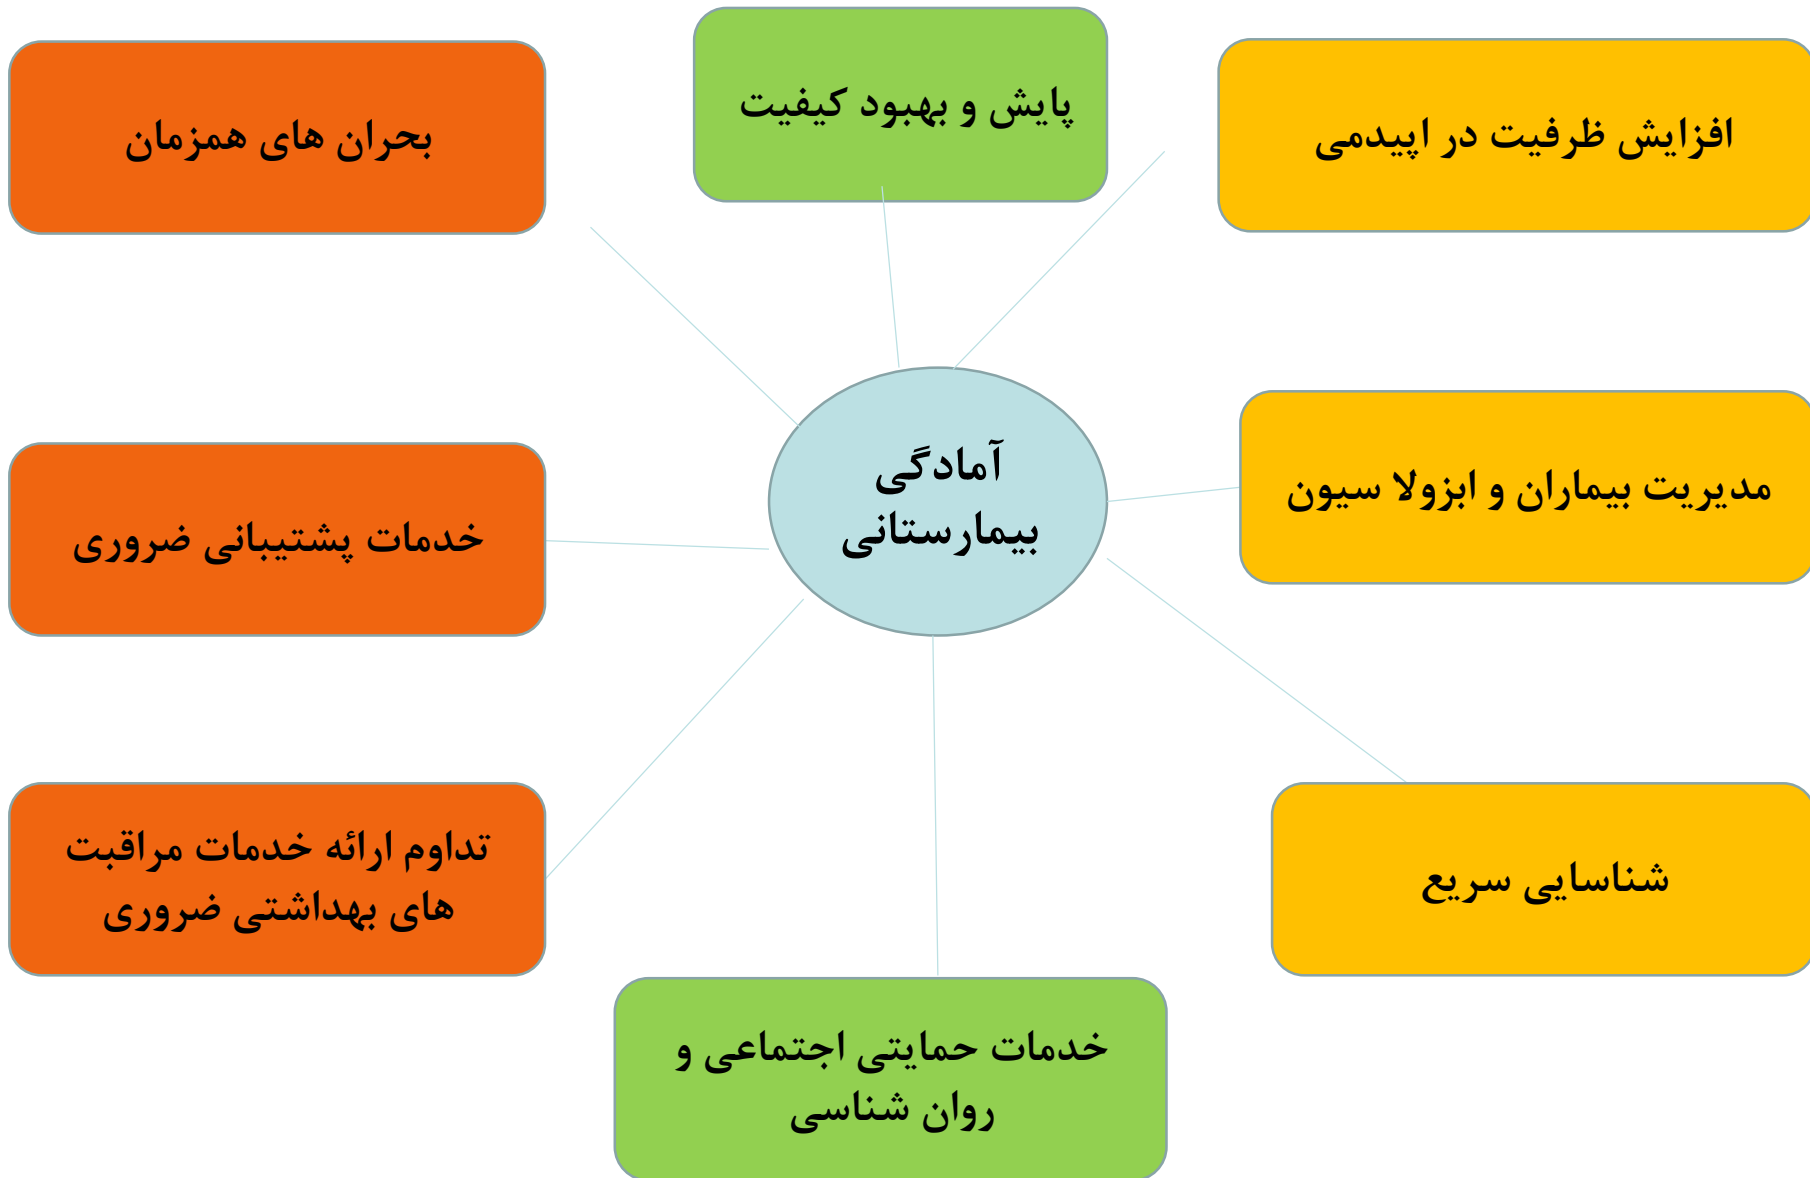 پایش و بهبود کیفیت
افزایش ظرفیت در اپیدمی
بحران های همزمان
آمادگی
بیمارستانی
مدیریت بیماران و ابزولا سیون
خدمات پشتیبانی ضروری
شناسایی سریع
تداوم ارائه خدمات مراقبت
های بهداشتی ضروری
خدمات حمایتی اجتماعی و
روان شناسی